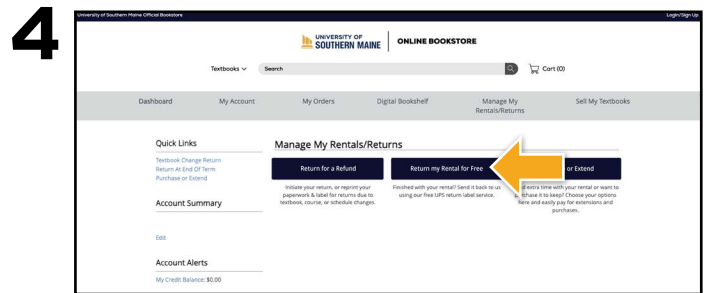 4
University of Southern Maine Official Bookstore
Login/Sign Up
UNIVERSITY OF
SOUTHERN MAINE
ONLINE BOOKSTORE
Textbooks
Search
Cart (0)
Dashboard
My Account
My Orders
Digital Bookshelf
Manage My
Rentals/Returns
Sell My Textbooks
Quick Links
Textbook Change Return
Return At End Of Term
Purchase or Extend
Account Summary
Edit
Account Alerts
My Credit Balance: $0.00
Manage My Rentals/Returns
Return for a Refund
Initiate your return, or reprint your
paperwork & label for returns due to
textbook, course, or schedule changes.
Return my Rental for Free
Finished with your rental? Send it back to us
using our free UPS return label service.
or Extend
extra time with your rental or want to
purchase it to keep? Choose your options
here and easily pay for extensions and
purchases.